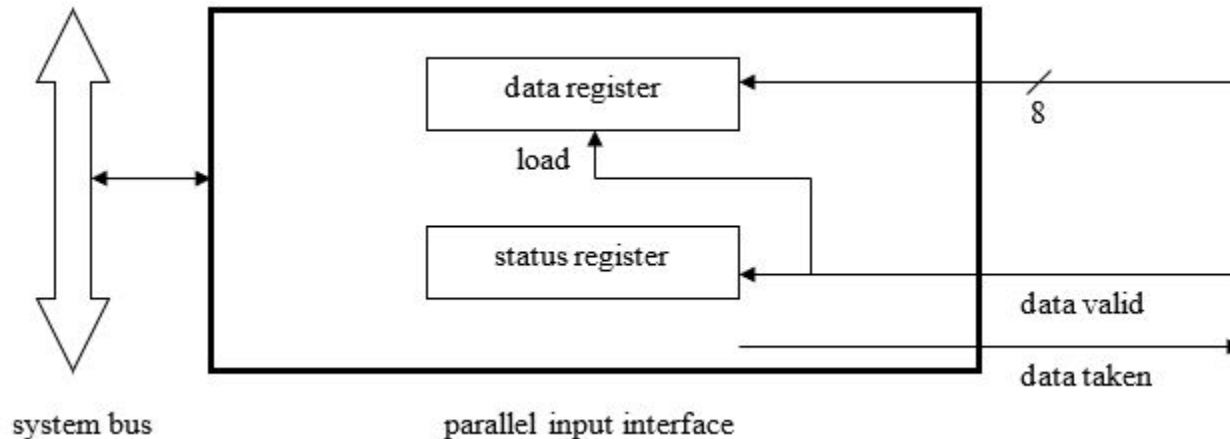 data register
8
load
status register
data valid
data taken
system bus
parallel input interface